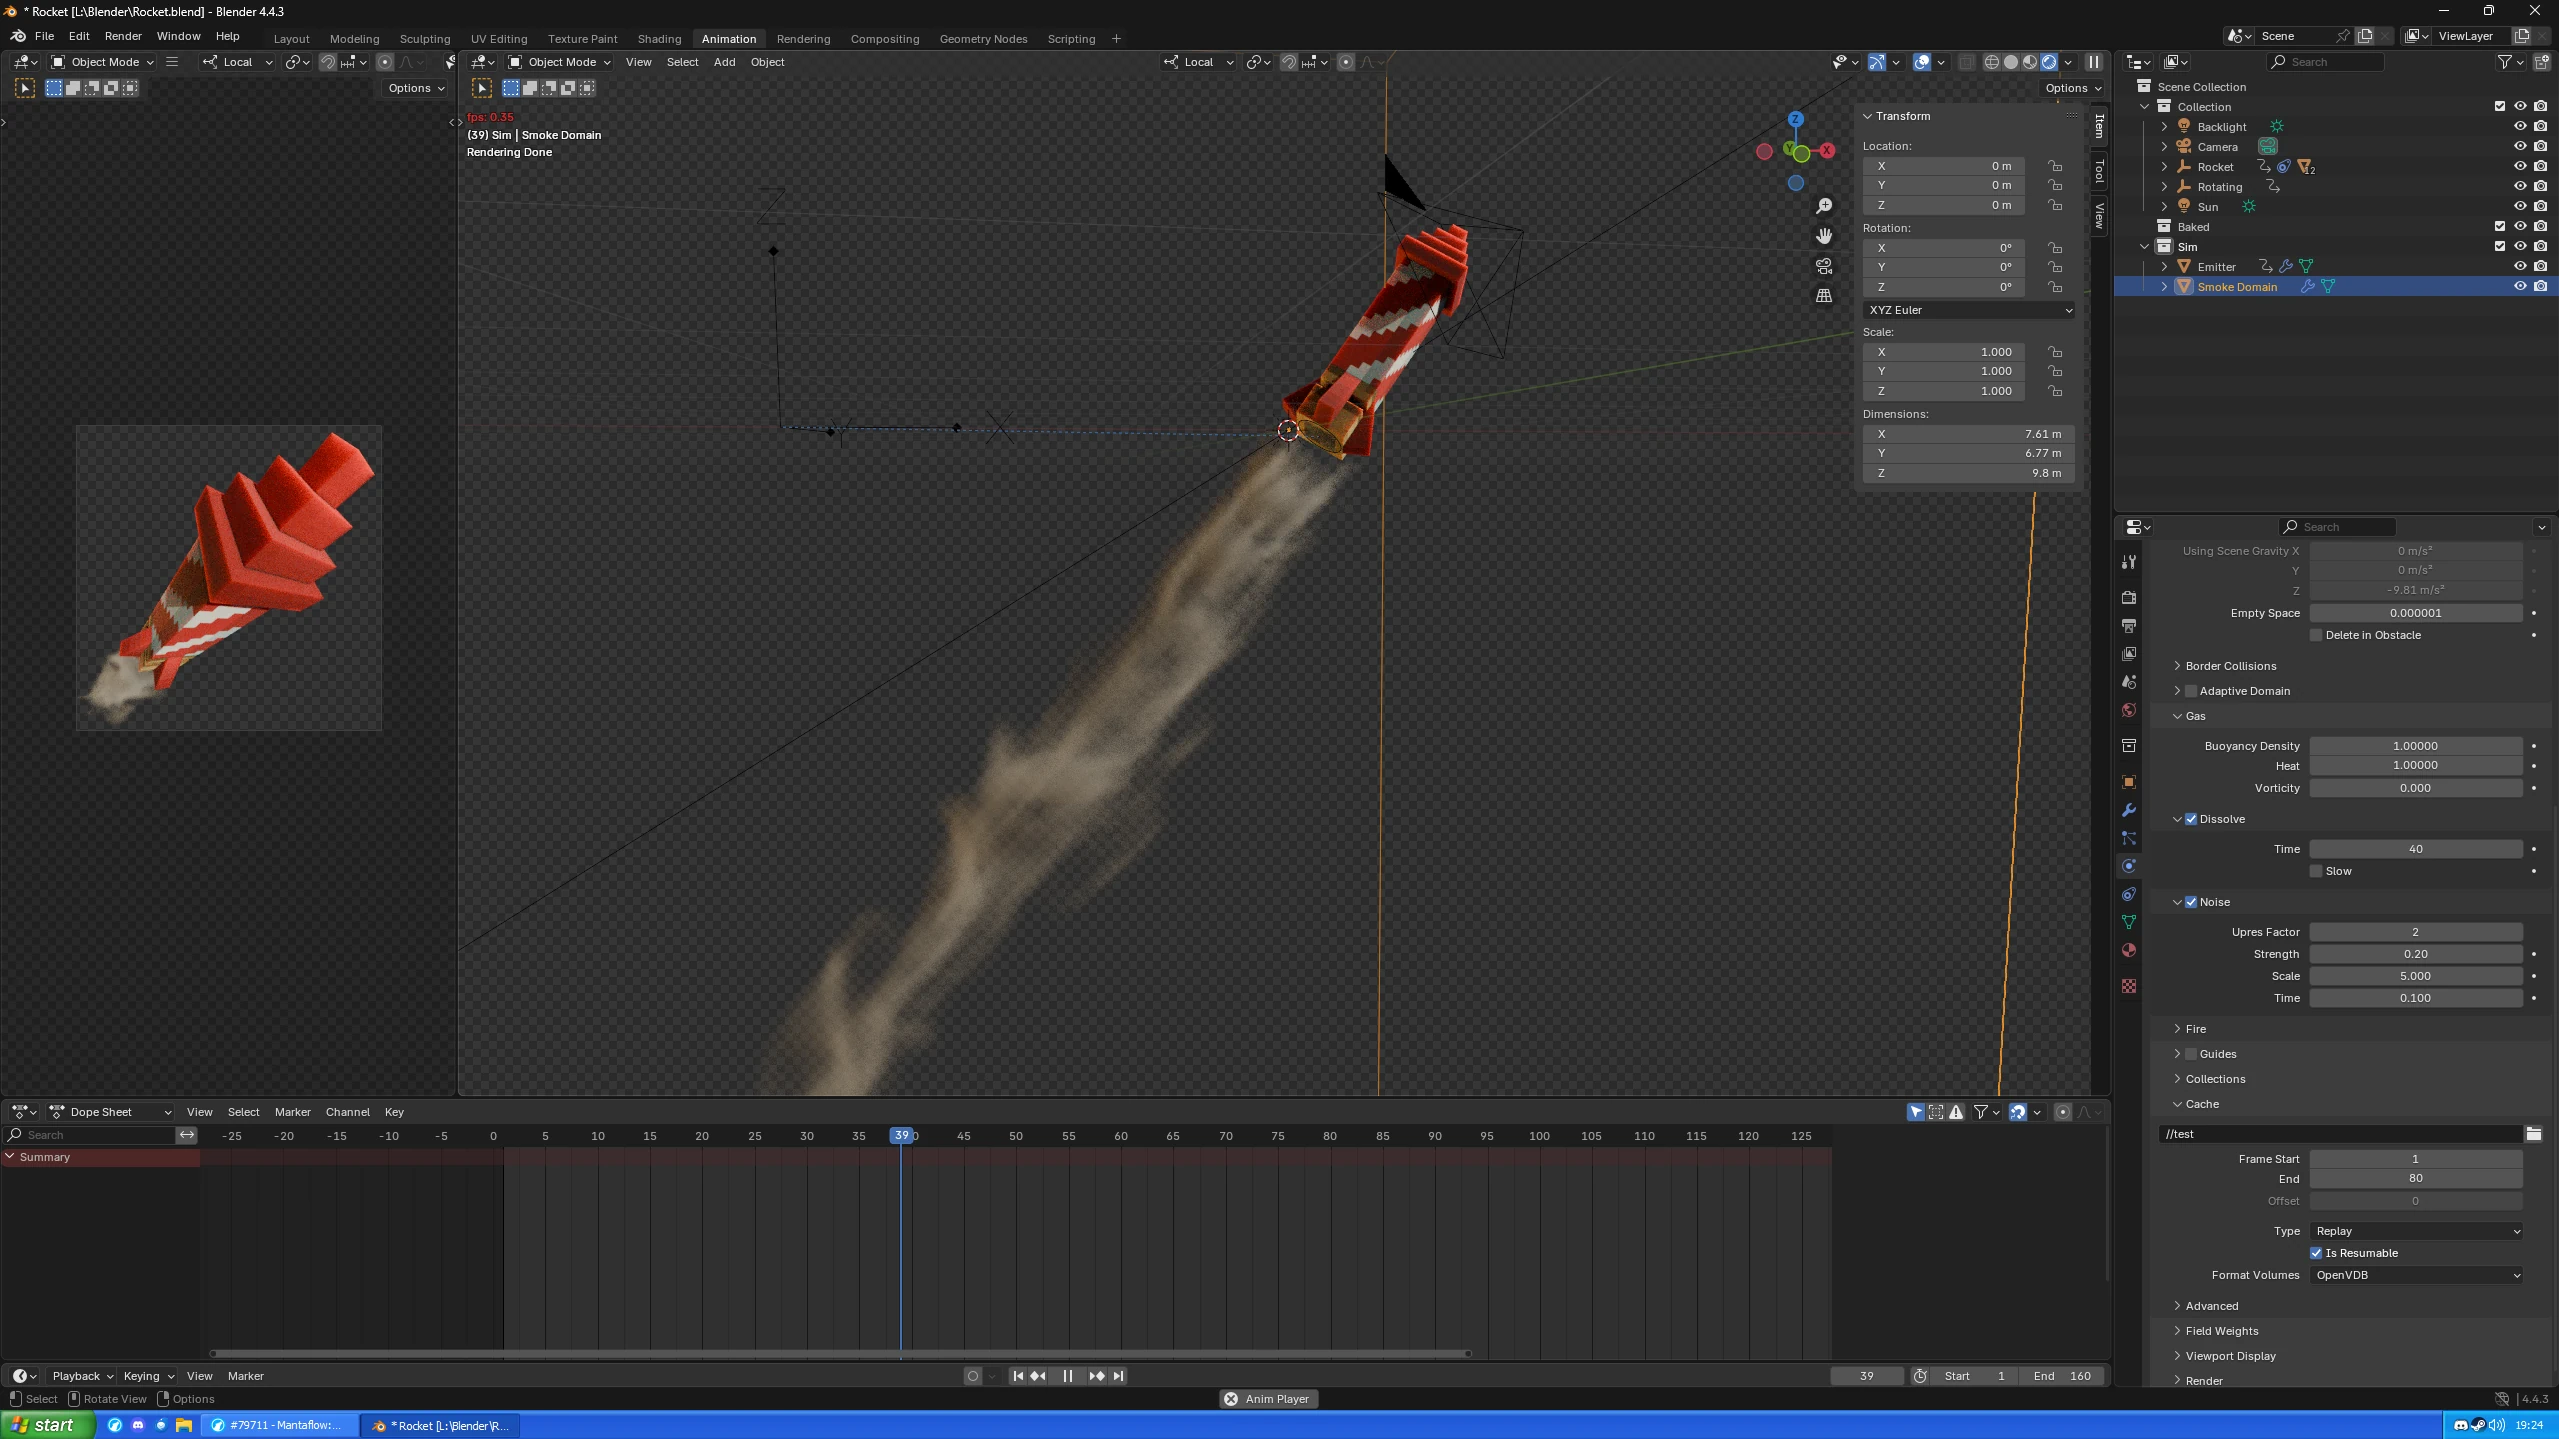 * Rocket [L:\Blender\Rocket.blend] - Blender 4.4.3
File Edit Render Window Help
Layout Modeling Sculpting UV Editing Texture Paint Shading Animation Rendering Compositing Geometry Nodes Scripting +
Scene ViewLayer
Object Mode Local
Object Mode View Select Add Object Local
Search
Options
Options
fps: 0.35
(39) Sim | Smoke Domain
Rendering Done
Z
Y
X
Item
Tool
View
Transform
Location:
X 0 m
Y 0 m
Z 0 m
Rotation:
X 0°
Y 0°
Z 0°
XYZ Euler
Scale:
X 1.000
Y 1.000
Z 1.000
Dimensions:
X 7.61 m
Y 6.77 m
Z 9.8 m
Scene Collection
Collection
Backlight
Camera
Rocket 12
Rotating
Sun
Baked
Sim
Emitter
Smoke Domain
Search
Using Scene Gravity X 0 m/s²
Y 0 m/s²
Z -9.81 m/s²
Empty Space 0.000001
Delete in Obstacle
Border Collisions
Adaptive Domain
Gas
Buoyancy Density 1.00000
Heat 1.00000
Vorticity 0.000
Dissolve
Time 40
Slow
Noise
Upres Factor 2
Strength 0.20
Scale 5.000
Time 0.100
Fire
Guides
Collections
Cache
//test
Frame Start 1
End 80
Offset 0
Type Replay
Is Resumable
Format Volumes OpenVDB
Advanced
Field Weights
Viewport Display
Render
Dope Sheet View Select Marker Channel Key
Search
-25 -20 -15 -10 -5 0 5 10 15 20 25 30 35 39 45 50 55 60 65 70 75 80 85 90 95 100 105 110 115 120 125
Summary
Playback Keying View Marker
39 Start 1 End 160
Select Rotate View Options
Anim Player
4.4.3
start
#79711 - Mantaflow:...
* Rocket [L:\Blender\R...
19:24